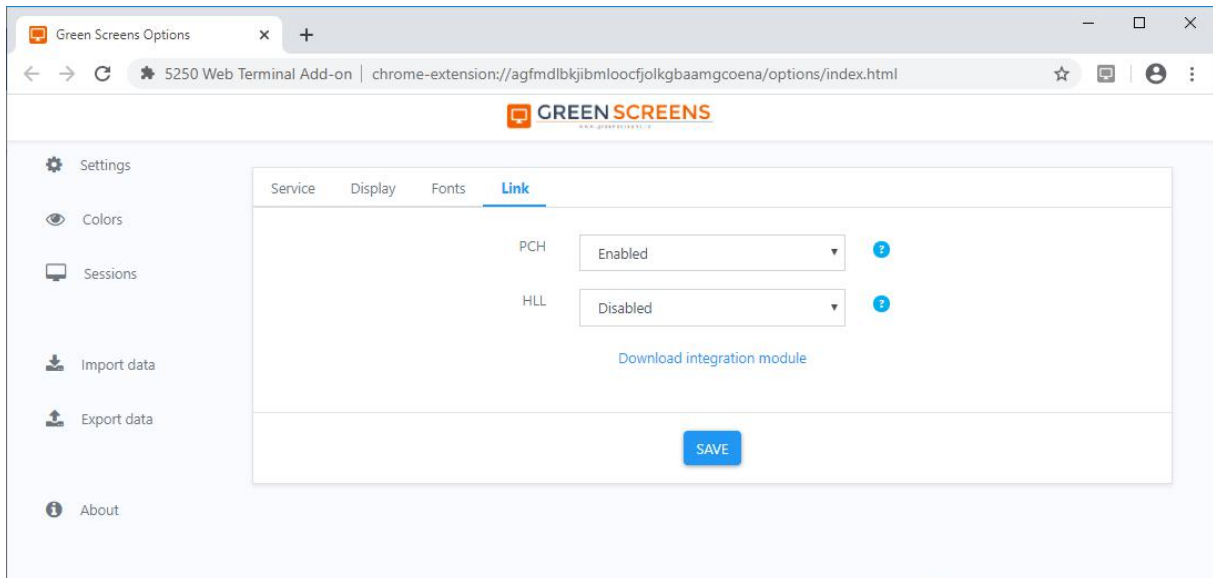 Green Screens Options
5250 Web Terminal Add-on | chrome-extension://agfmdlbkjibmloocfjolkgbaamgcoena/options/index.html
GREEN SCREENS
Settings
Colors
Sessions
Import data
Export data
About
Service Display Fonts Link
PCH Enabled
HLL Disabled
Download integration module
SAVE